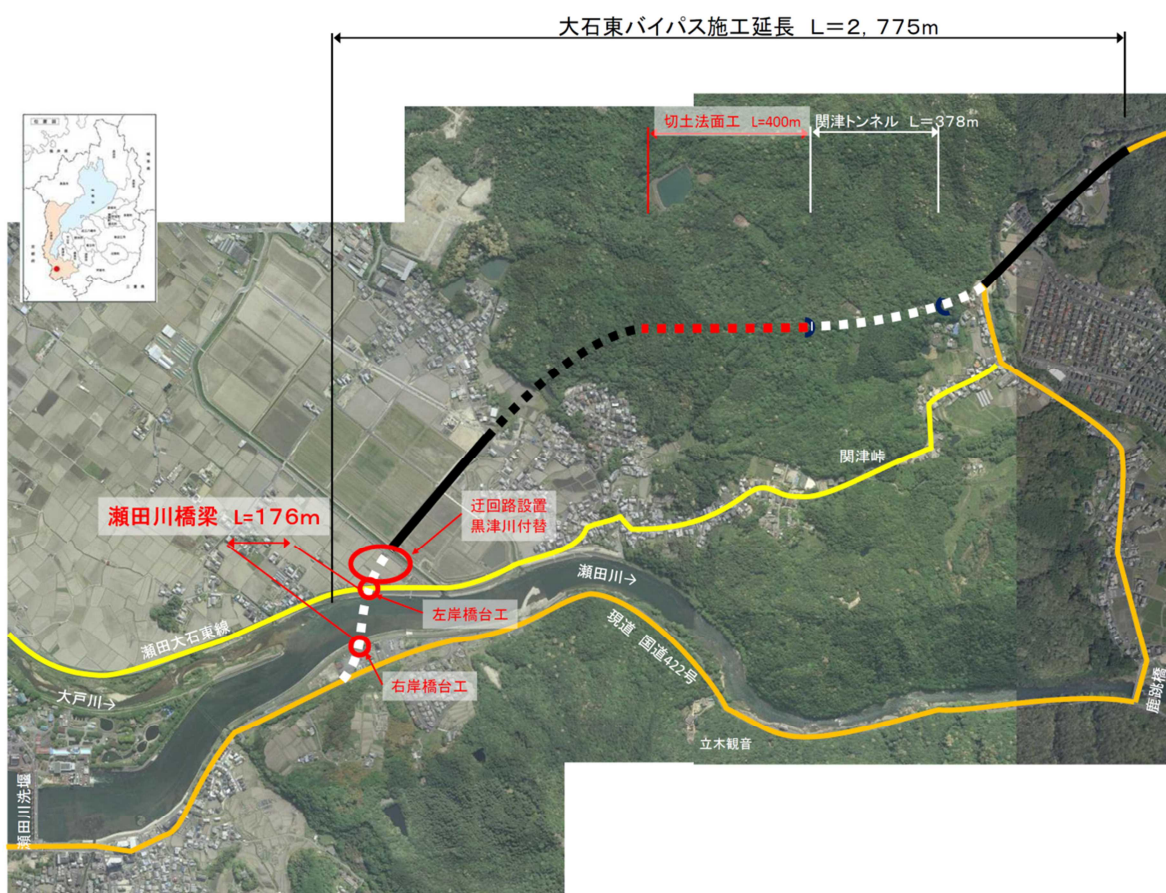 大石東バイパス施工延長 L=2,775m
切土法面工 L=400m
関津トンネル L=378m
関津峠
瀬田川橋梁 L=176m
迂回路設置
黒津川付替
瀬田川→
左岸橋台工
瀬田大石東線
現道 国道422号
大戸川→
右岸橋台工
鹿跳橋
立木観音
瀬田川洗堰